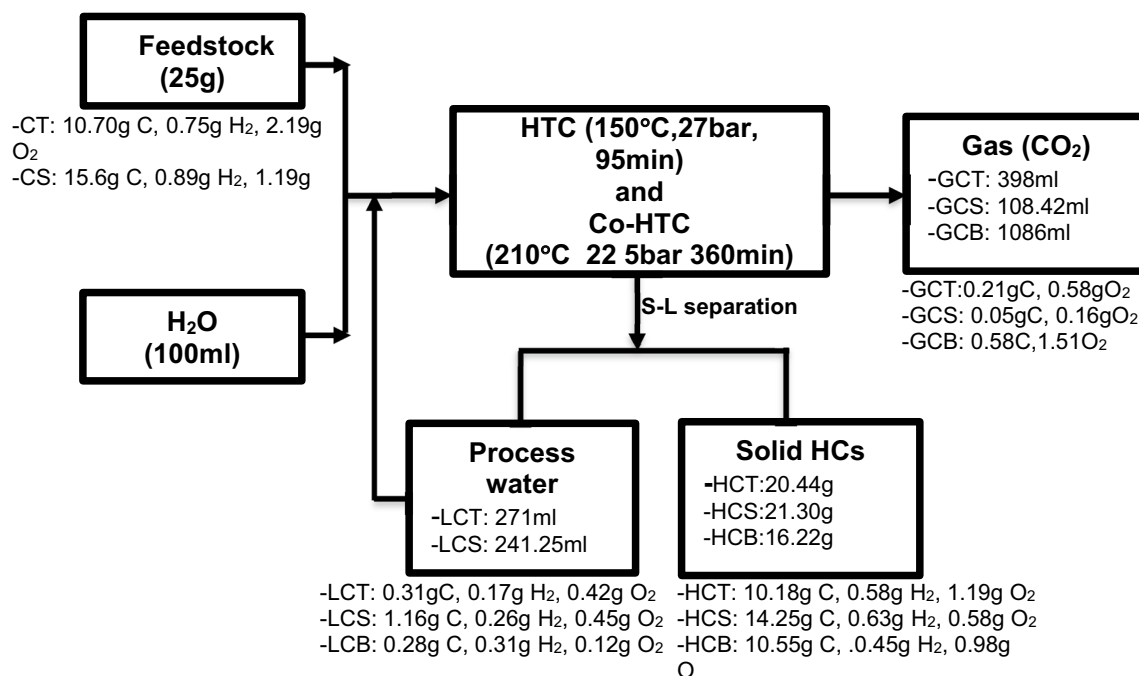 Feedstock
(25g)
-CT: 10.70g C, 0.75g H₂, 2.19g
O₂
-CS: 15.6g C, 0.89g H₂, 1.19g
H₂O
(100ml)
HTC (150°C,27bar,
95min)
and
Co-HTC
(210°C 22 5bar 360min)
Gas (CO₂)
-GCT: 398ml
-GCS: 108.42ml
-GCB: 1086ml
-GCT:0.21gC, 0.58gO₂
-GCS: 0.05gC, 0.16gO₂
-GCB: 0.58C,1.51O₂
S-L separation
Process
water
-LCT: 271ml
-LCS: 241.25ml
-LCT: 0.31gC, 0.17g H₂, 0.42g O₂
-LCS: 1.16g C, 0.26g H₂, 0.45g O₂
-LCB: 0.28g C, 0.31g H₂, 0.12g O₂
Solid HCs
-HCT:20.44g
-HCS:21.30g
-HCB:16.22g
-HCT: 10.18g C, 0.58g H₂, 1.19g O₂
-HCS: 14.25g C, 0.63g H₂, 0.58g O₂
-HCB: 10.55g C, .0.45g H₂, 0.98g
O